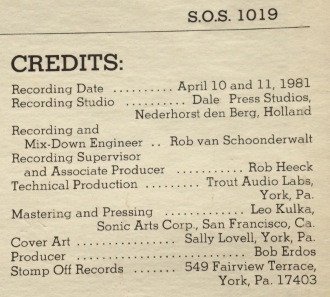 S.O.S. 1019
CREDITS:
Recording Date .......... April 10 and 11, 1981
Recording Studio .......... Dale Press Studios,
Nederhorst den Berg, Holland
Recording and
Mix-Down Engineer .. Rob van Schoonderwalt
Recording Supervisor
and Associate Producer .......... Rob Heeck
Technical Production ........ Trout Audio Labs,
York, Pa.
Mastering and Pressing ............ Leo Kulka,
Sonic Arts Corp., San Francisco, Ca.
Cover Art ............... Sally Lovell, York, Pa.
Producer .......................... Bob Erdos
Stomp Off Records ...... 549 Fairview Terrace,
York, Pa. 17403